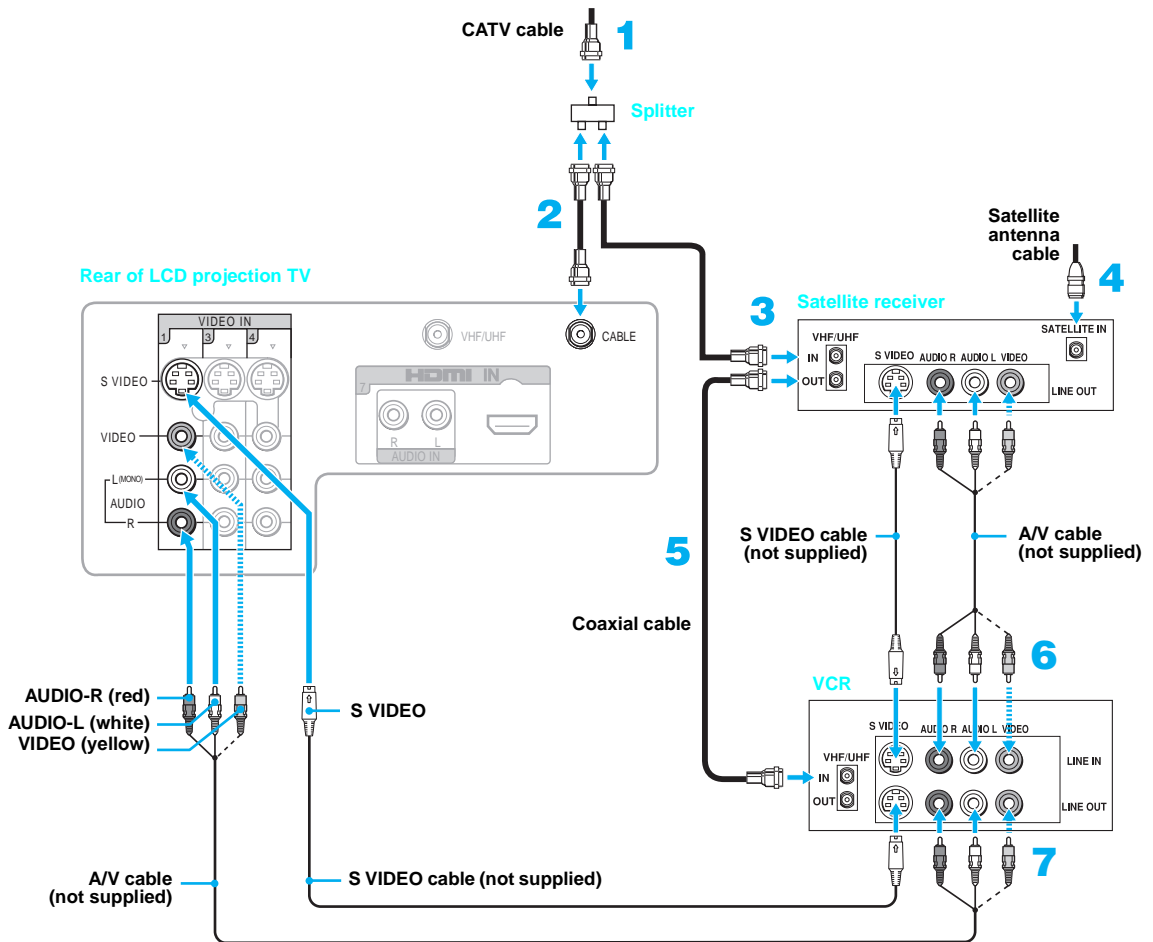 CATV cable
1
Splitter
2
Satellite
antenna
cable
4
Rear of LCD projection TV
3
Satellite receiver
VIDEO IN
1
3
4
VHF/UHF
CABLE
VHF/UHF
SATELLITE IN
S VIDEO
7
HDMI IN
IN
OUT
S VIDEO
AUDIO R
AUDIO L
VIDEO
LINE OUT
VIDEO
R
L
AUDIO IN
L(MONO)
AUDIO
R
5
S VIDEO cable
(not supplied)
A/V cable
(not supplied)
Coaxial cable
6
VCR
AUDIO-R (red)
AUDIO-L (white)
VIDEO (yellow)
S VIDEO
S VIDEO
AUDIO R
AUDIO L
VIDEO
VHF/UHF
IN
OUT
LINE IN
LINE OUT
7
A/V cable
(not supplied)
S VIDEO cable (not supplied)